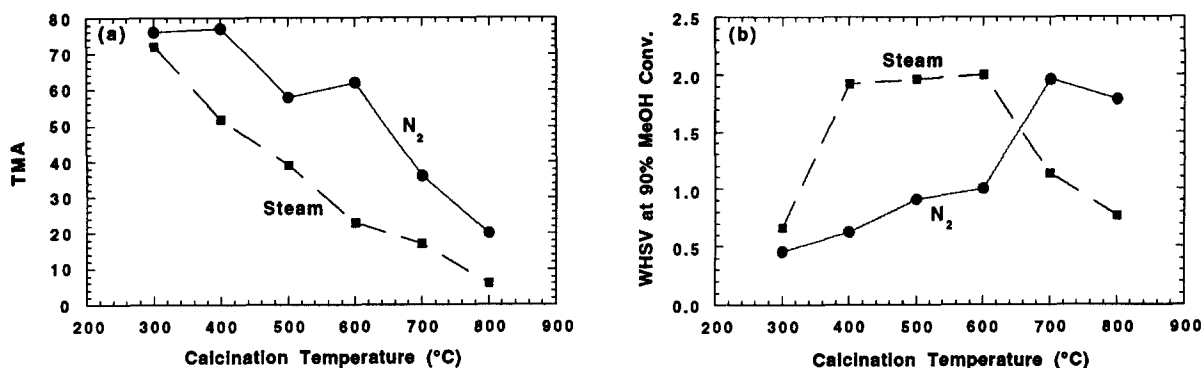 (a)
80
70
60
50
40
30
20
10
0
TMA
N2
Steam
200 300 400 500 600 700 800 900
Calcination Temperature (°C)
(b)
2.5
2.0
1.5
1.0
0.5
0.0
WHSV at 90% MeOH Conv.
Steam
N2
200 300 400 500 600 700 800 900
Calcination Temperature (°C)